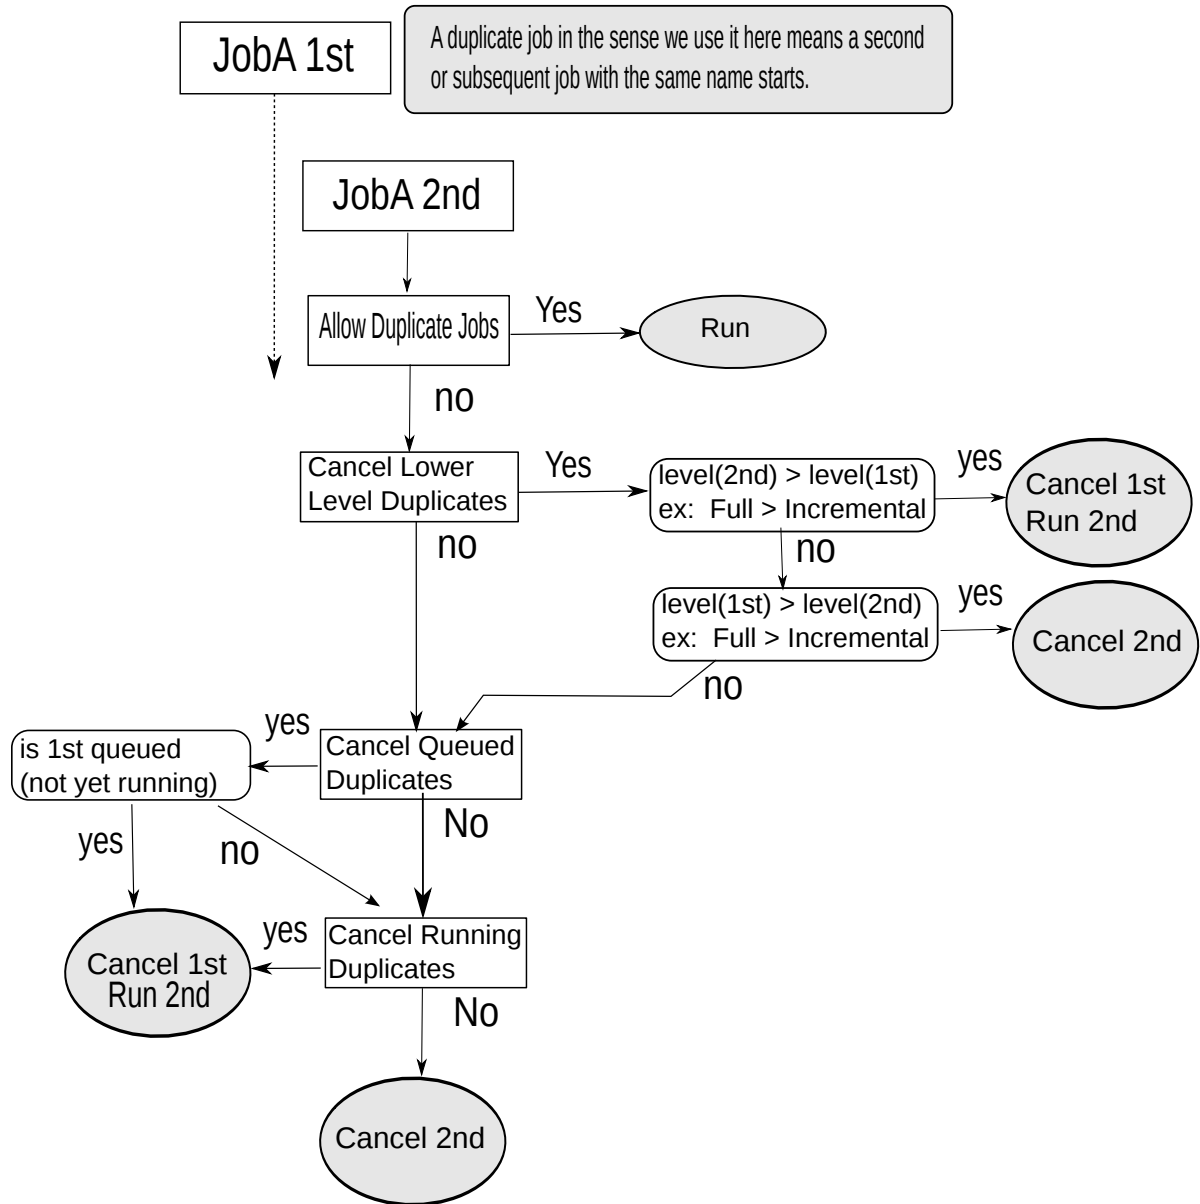 JobA 1st
A duplicate job in the sense we use it here means a second
or subsequent job with the same name starts.
JobA 2nd
Allow Duplicate Jobs
Yes
Run
no
Cancel Lower
Level Duplicates
Yes
level(2nd) > level(1st)
ex:  Full > Incremental
yes
Cancel 1st
Run 2nd
no
no
level(1st) > level(2nd)
ex:  Full > Incremental
yes
Cancel 2nd
no
Cancel Queued
Duplicates
yes
is 1st queued
(not yet running)
yes
no
No
Cancel Running
Duplicates
yes
Cancel 1st
Run 2nd
No
Cancel 2nd